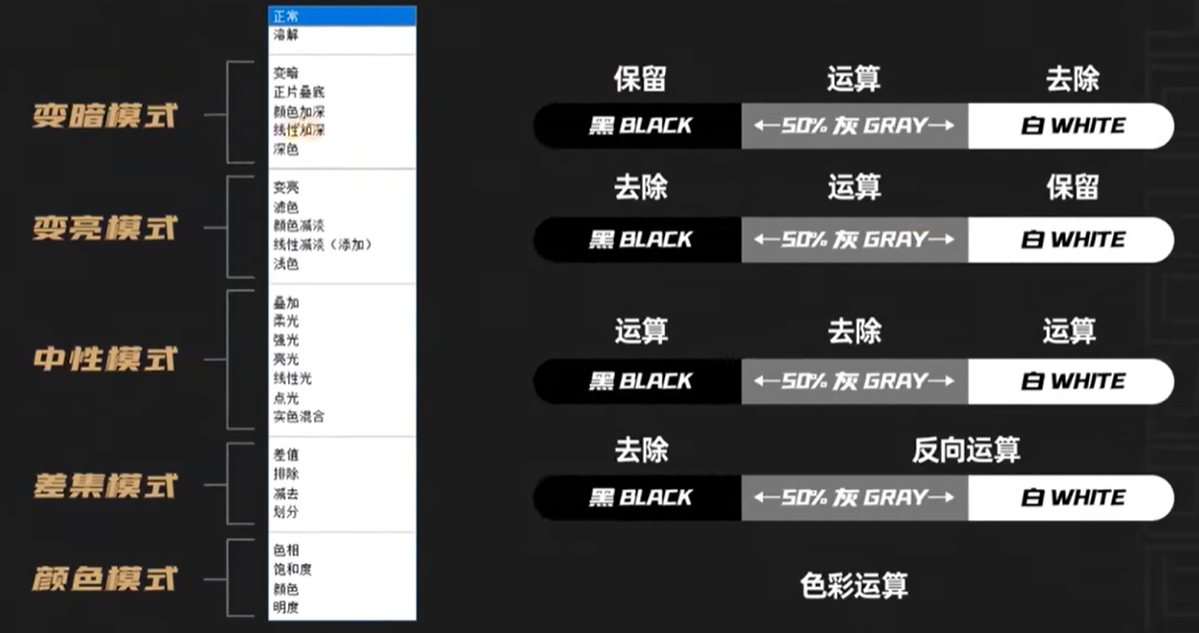 正常
溶解
变暗模式
变暗
正片叠底
颜色加深
线性加深
深色
保留 运算 去除
黑 BLACK ←50% 灰 GRAY→ 白 WHITE
变亮模式
变亮
滤色
颜色减淡
线性减淡（添加）
浅色
去除 运算 保留
黑 BLACK ←50% 灰 GRAY→ 白 WHITE
中性模式
叠加
柔光
强光
亮光
线性光
点光
实色混合
运算 去除 运算
黑 BLACK ←50% 灰 GRAY→ 白 WHITE
差集模式
差值
排除
减去
划分
去除 反向运算
黑 BLACK ←50% 灰 GRAY→ 白 WHITE
颜色模式
色相
饱和度
颜色
明度
色彩运算